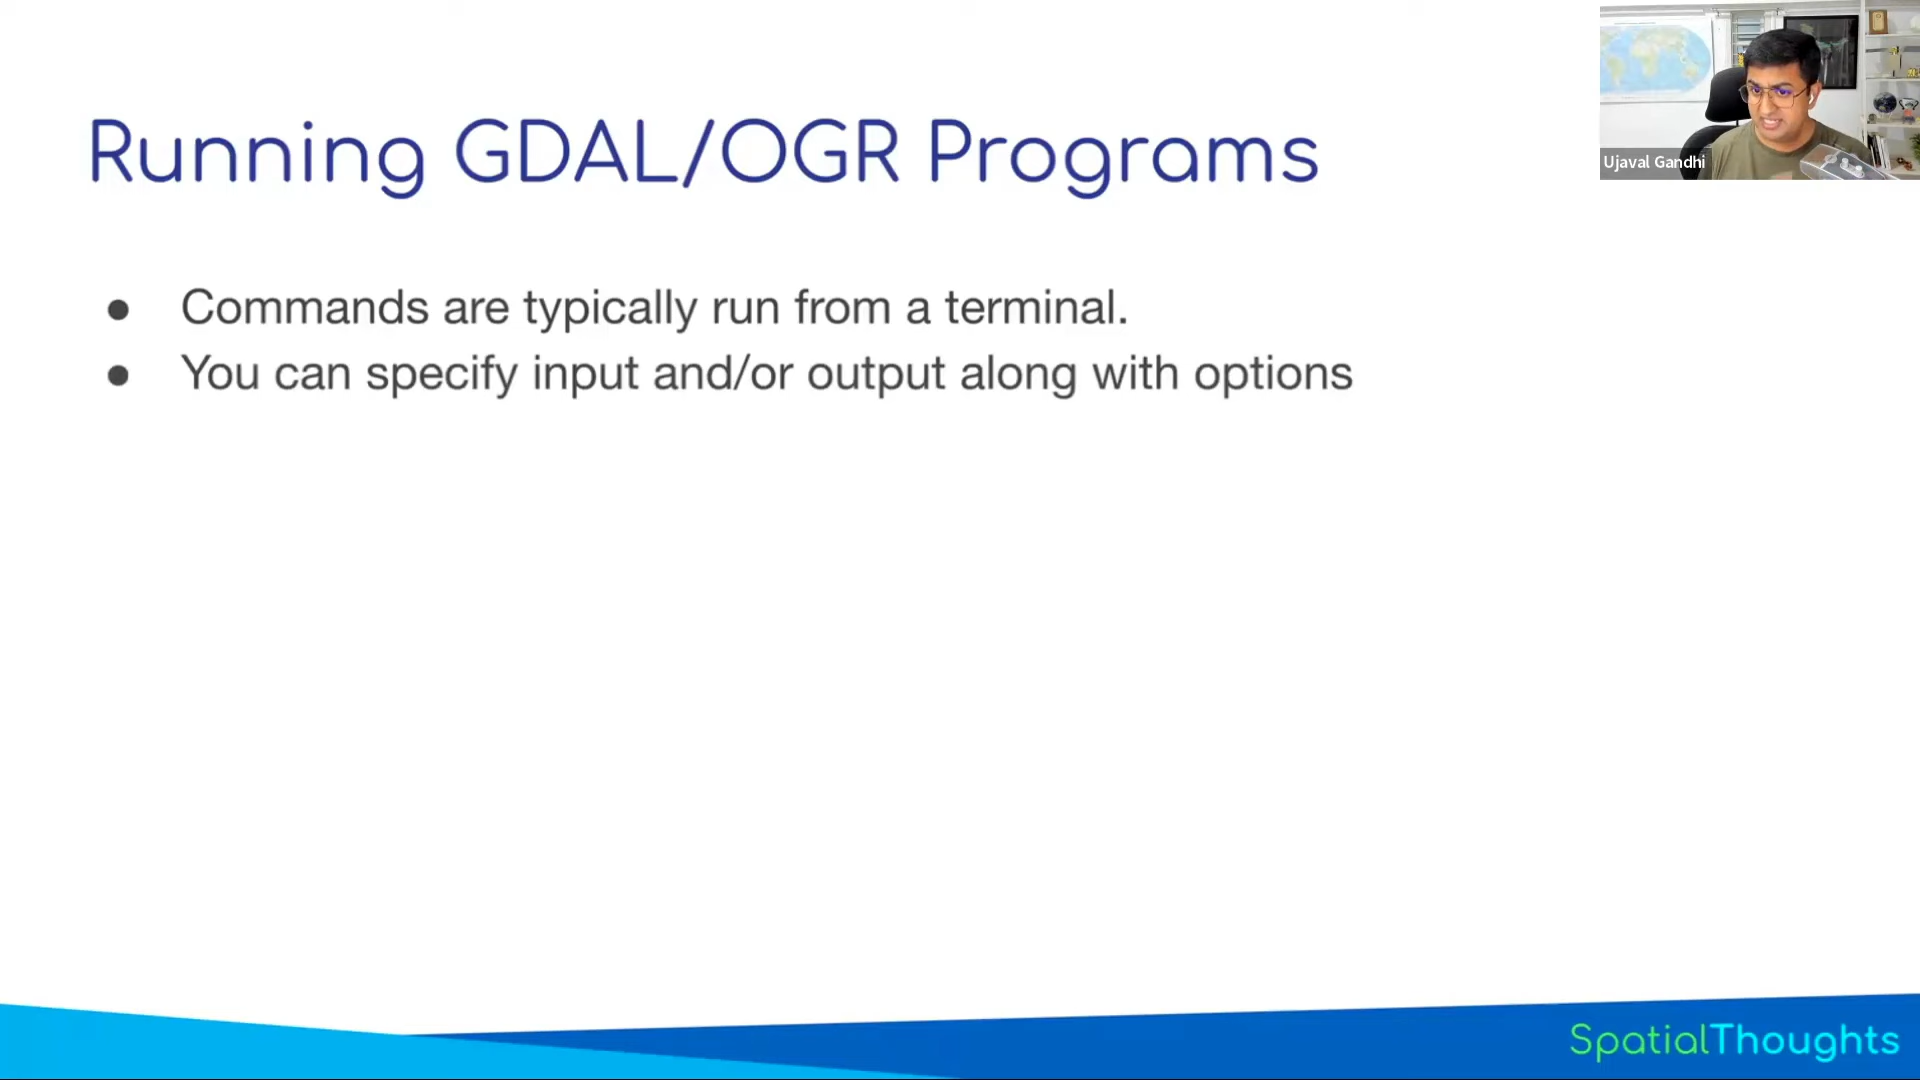 Running GDAL/OGR Programs
Ujaval Gandhi
● Commands are typically run from a terminal.
● You can specify input and/or output along with options
SpatialThoughts